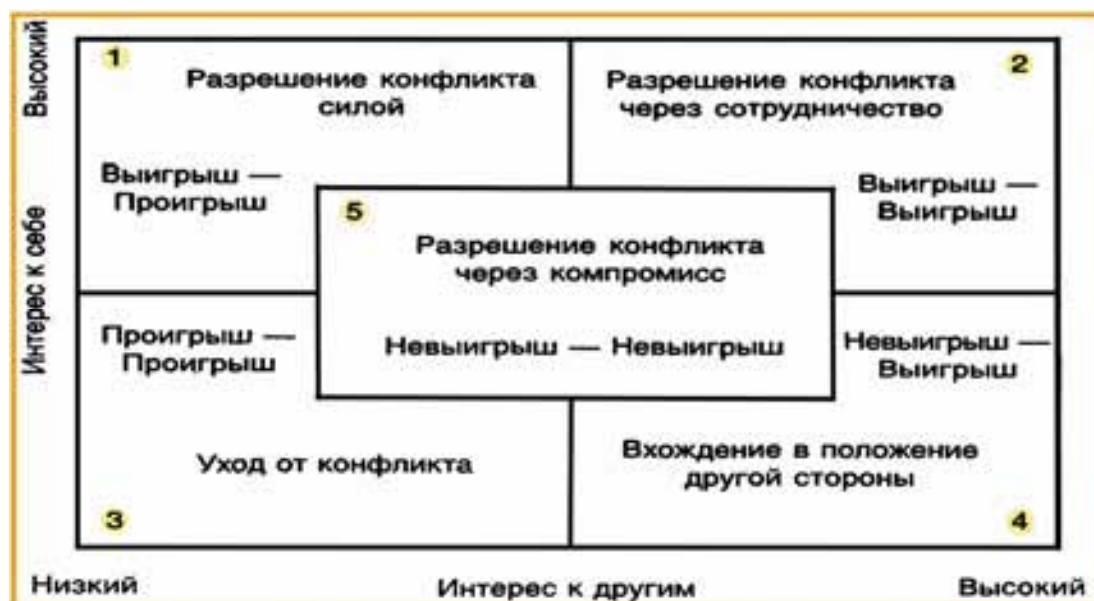 Высокий
Интерес к себе
1
Разрешение конфликта
силой
Выигрыш —
Проигрыш
2
Разрешение конфликта
через сотрудничество
Выигрыш —
Выигрыш
5
Разрешение конфликта
через компромисс
Невыигрыш — Невыигрыш
Проигрыш —
Проигрыш
Уход от конфликта
3
Невыигрыш —
Выигрыш
Вхождение в положение
другой стороны
4
Низкий
Интерес к другим
Высокий